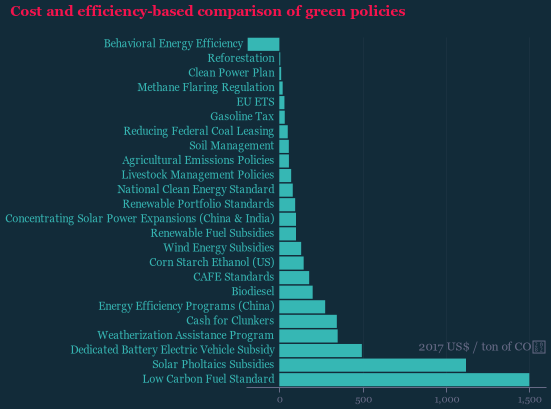 Cost and efficiency-based comparison of green policies
Behavioral Energy Efficiency
Reforestation
Clean Power Plan
Methane Flaring Regulation
EU ETS
Gasoline Tax
Reducing Federal Coal Leasing
Soil Management
Agricultural Emissions Policies
Livestock Management Policies
National Clean Energy Standard
Renewable Portfolio Standards
Concentrating Solar Power Expansions (China & India)
Renewable Fuel Subsidies
Wind Energy Subsidies
Corn Starch Ethanol (US)
CAFE Standards
Biodiesel
Energy Efficiency Programs (China)
Cash for Clunkers
Weatherization Assistance Program
Dedicated Battery Electric Vehicle Subsidy
2017 US$ / ton of CO
Solar Pholtaics Subsidies
Low Carbon Fuel Standard
0 500 1,000 1,500